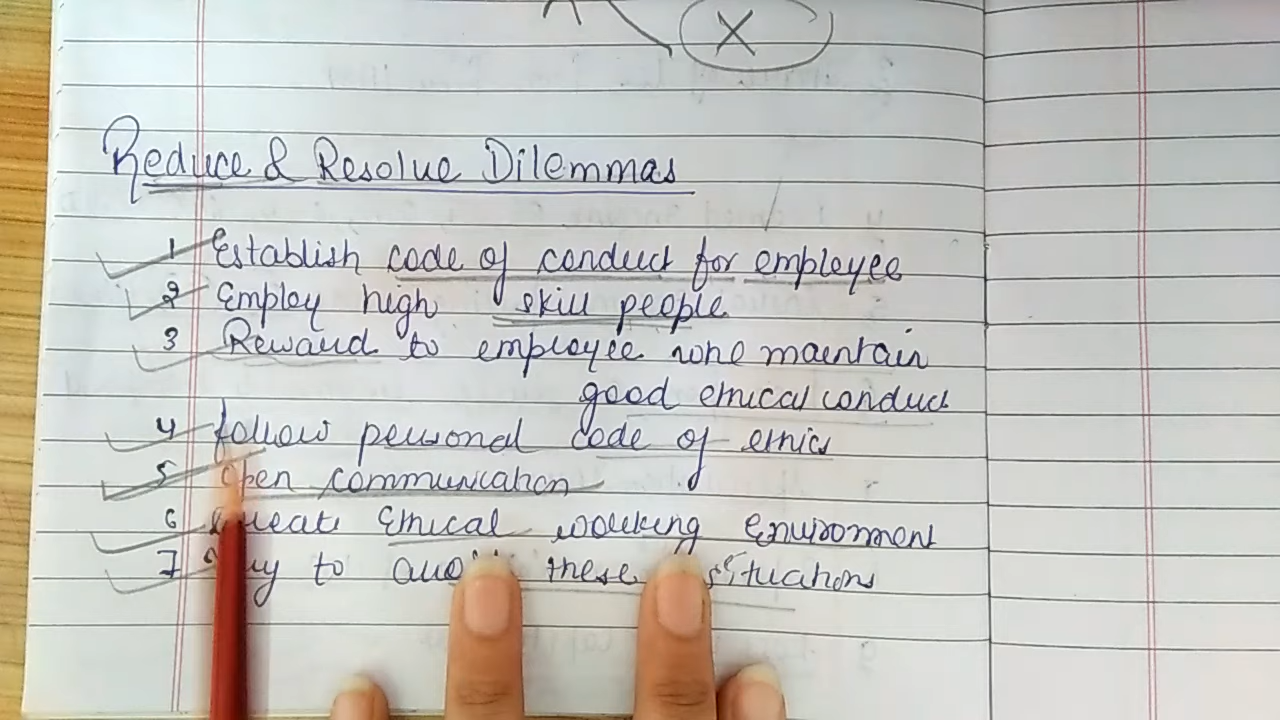 X
Reduce & Resolve Dilemmas
1 Establish code of conduct for employee
2 Employ high skill people
3 Reward to employee who maintain
good ethical conduct
4 follow personal code of ethics
5 Open communication
6 Create Ethical working Environment
7 Try to avoid these situations